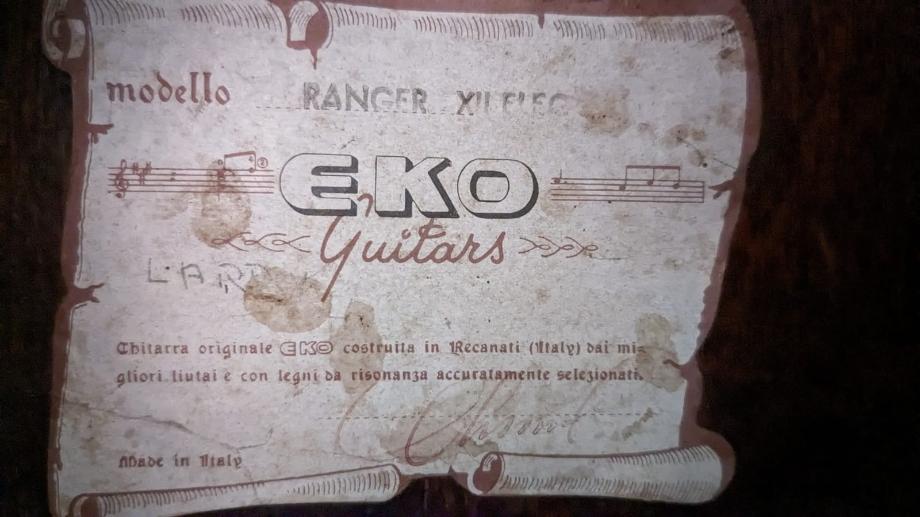 modello RANGER XII ELEC
EKO
Guitars
Chitarra originale EKO costruita in Recanati (Italy) dai mi-
gliori liutai e con legni da risonanza accuratamente selezionati.
Made in Italy